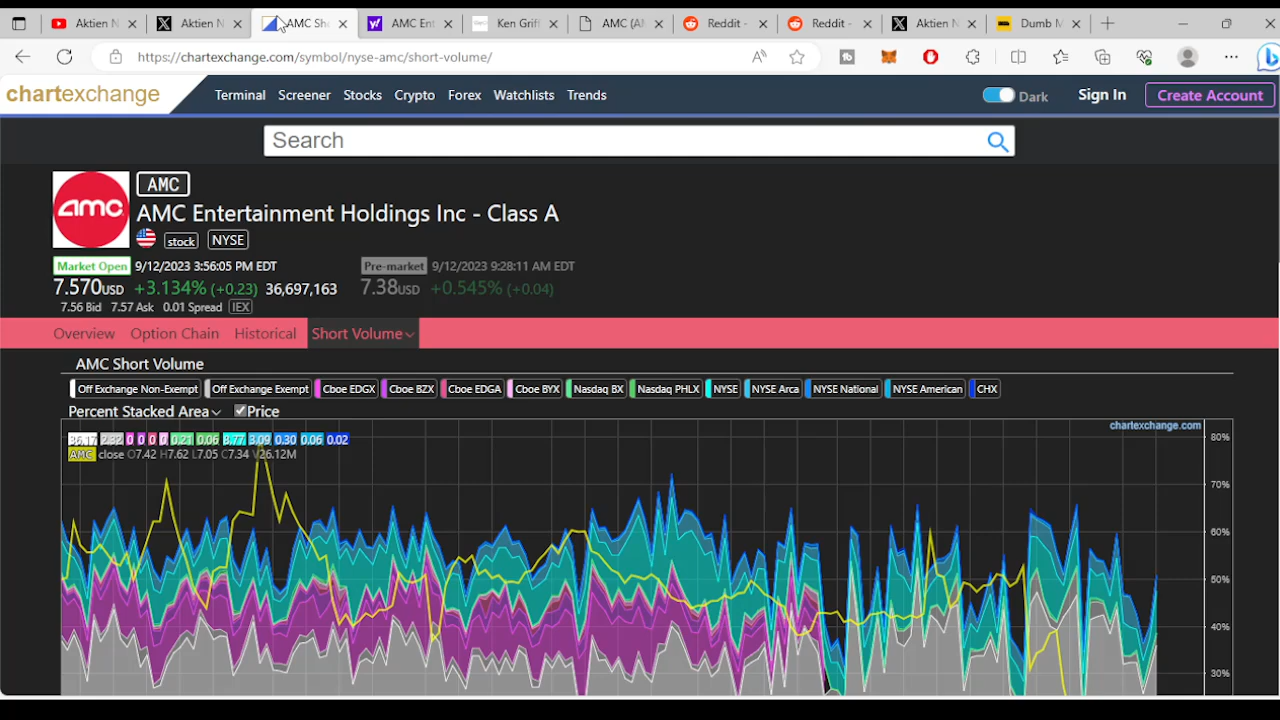 Aktien N
Aktien N
AMC Sh
AMC Ent
Ken Griff
AMC (AM
Reddit -
Reddit -
Aktien N
Dumb M
https://chartexchange.com/symbol/nyse-amc/short-volume/
chartexchange
Terminal Screener Stocks Crypto Forex Watchlists Trends
Dark
Sign In
Create Account
Search
amc
AMC
AMC Entertainment Holdings Inc - Class A
stock NYSE
Market Open 9/12/2023 3:56:05 PM EDT
Pre-market 9/12/2023 9:28:11 AM EDT
7.570USD +3.134% (+0.23) 36,697,163
7.38USD +0.545% (+0.04)
7.56 Bid 7.57 Ask 0.01 Spread IEX
Overview Option Chain Historical Short Volume
AMC Short Volume
Off Exchange Non-Exempt Off Exchange Exempt Cboe EDGX Cboe BZX Cboe EDGA Cboe BYX Nasdaq BX Nasdaq PHLX NYSE NYSE Arca NYSE National NYSE American CHX
Percent Stacked Area Price
chartexchange.com
36.17 2.32 0 0 0 0 0.21 0.06 8.77 3.09 0.30 0.06 0.02
AMC close O7.42 H7.62 L7.05 C7.34 V26.12M
80%
70%
60%
50%
40%
30%